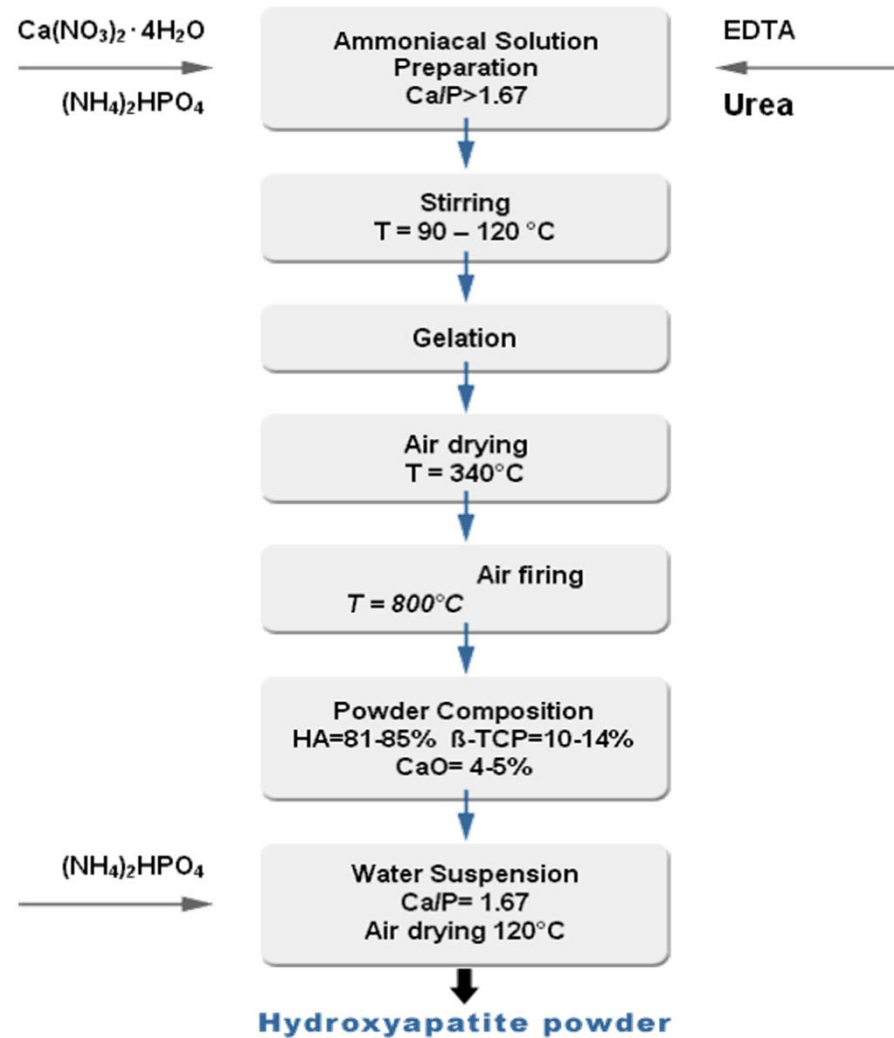 Ca(NO₃)₂ · 4H₂O
(NH₄)₂HPO₄
Ammoniacal Solution
Preparation
Ca/P>1.67
EDTA
Urea
Stirring
T = 90 – 120 °C
Gelation
Air drying
T = 340°C
Air firing
T = 800°C
Powder Composition
HA=81-85% ß-TCP=10-14%
CaO= 4-5%
(NH₄)₂HPO₄
Water Suspension
Ca/P= 1.67
Air drying 120°C
Hydroxyapatite powder